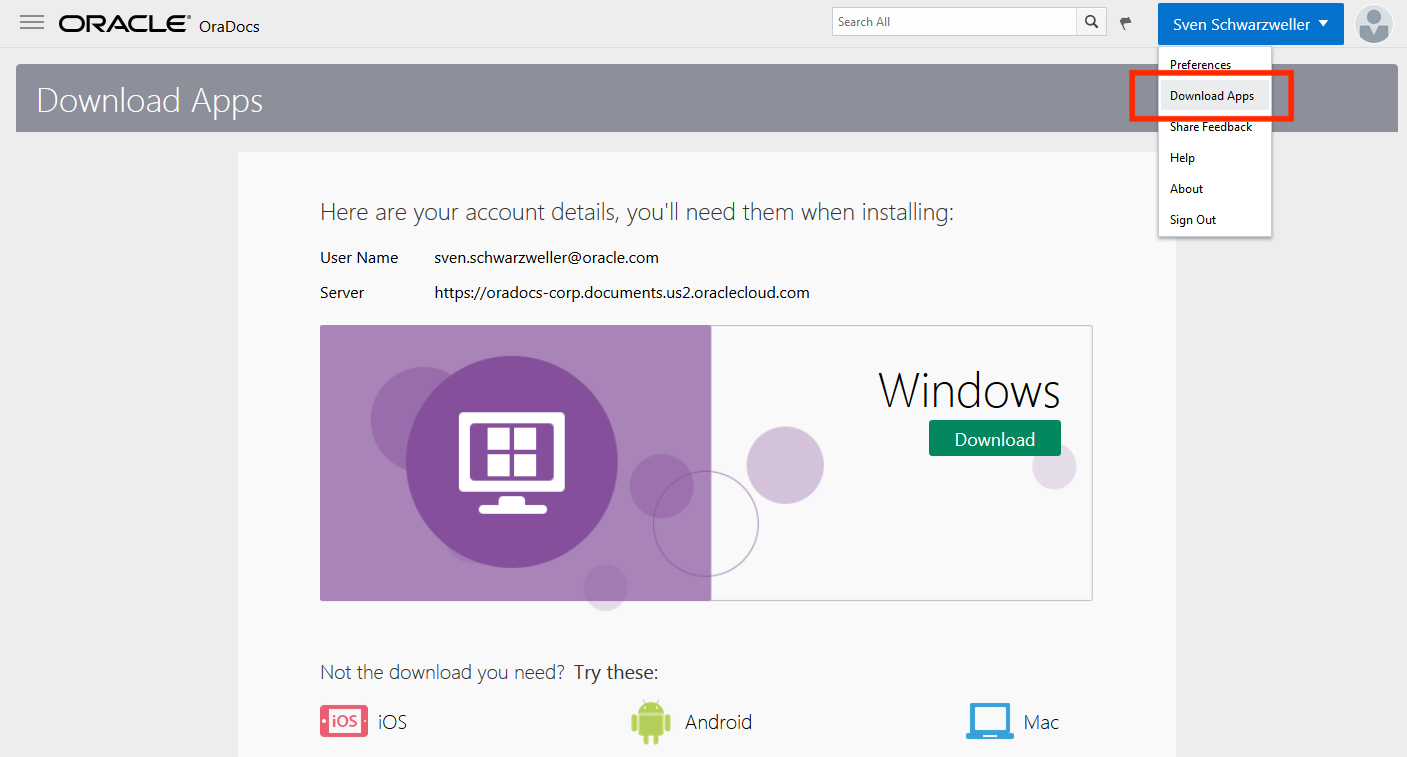 ORACLE® OraDocs
Search All
Sven Schwarzweller
Preferences
Download Apps
Share Feedback
Help
About
Sign Out
Download Apps
Here are your account details, you'll need them when installing:
User Name sven.schwarzweller@oracle.com
Server https://oradocs-corp.documents.us2.oraclecloud.com
Windows
Download
Not the download you need? Try these:
iOS iOS
Android
Mac